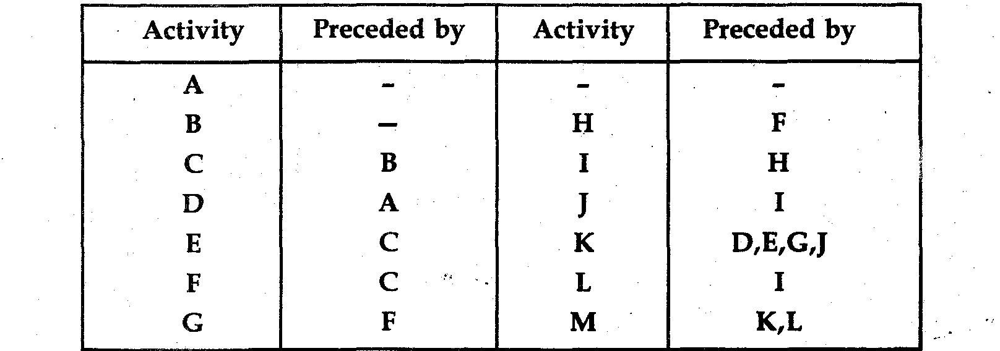 Activity Preceded by Activity Preceded by
A - - -
B — H F
C B I H
D A J I
E C K D,E,G,J
F C L I
G F M K,L